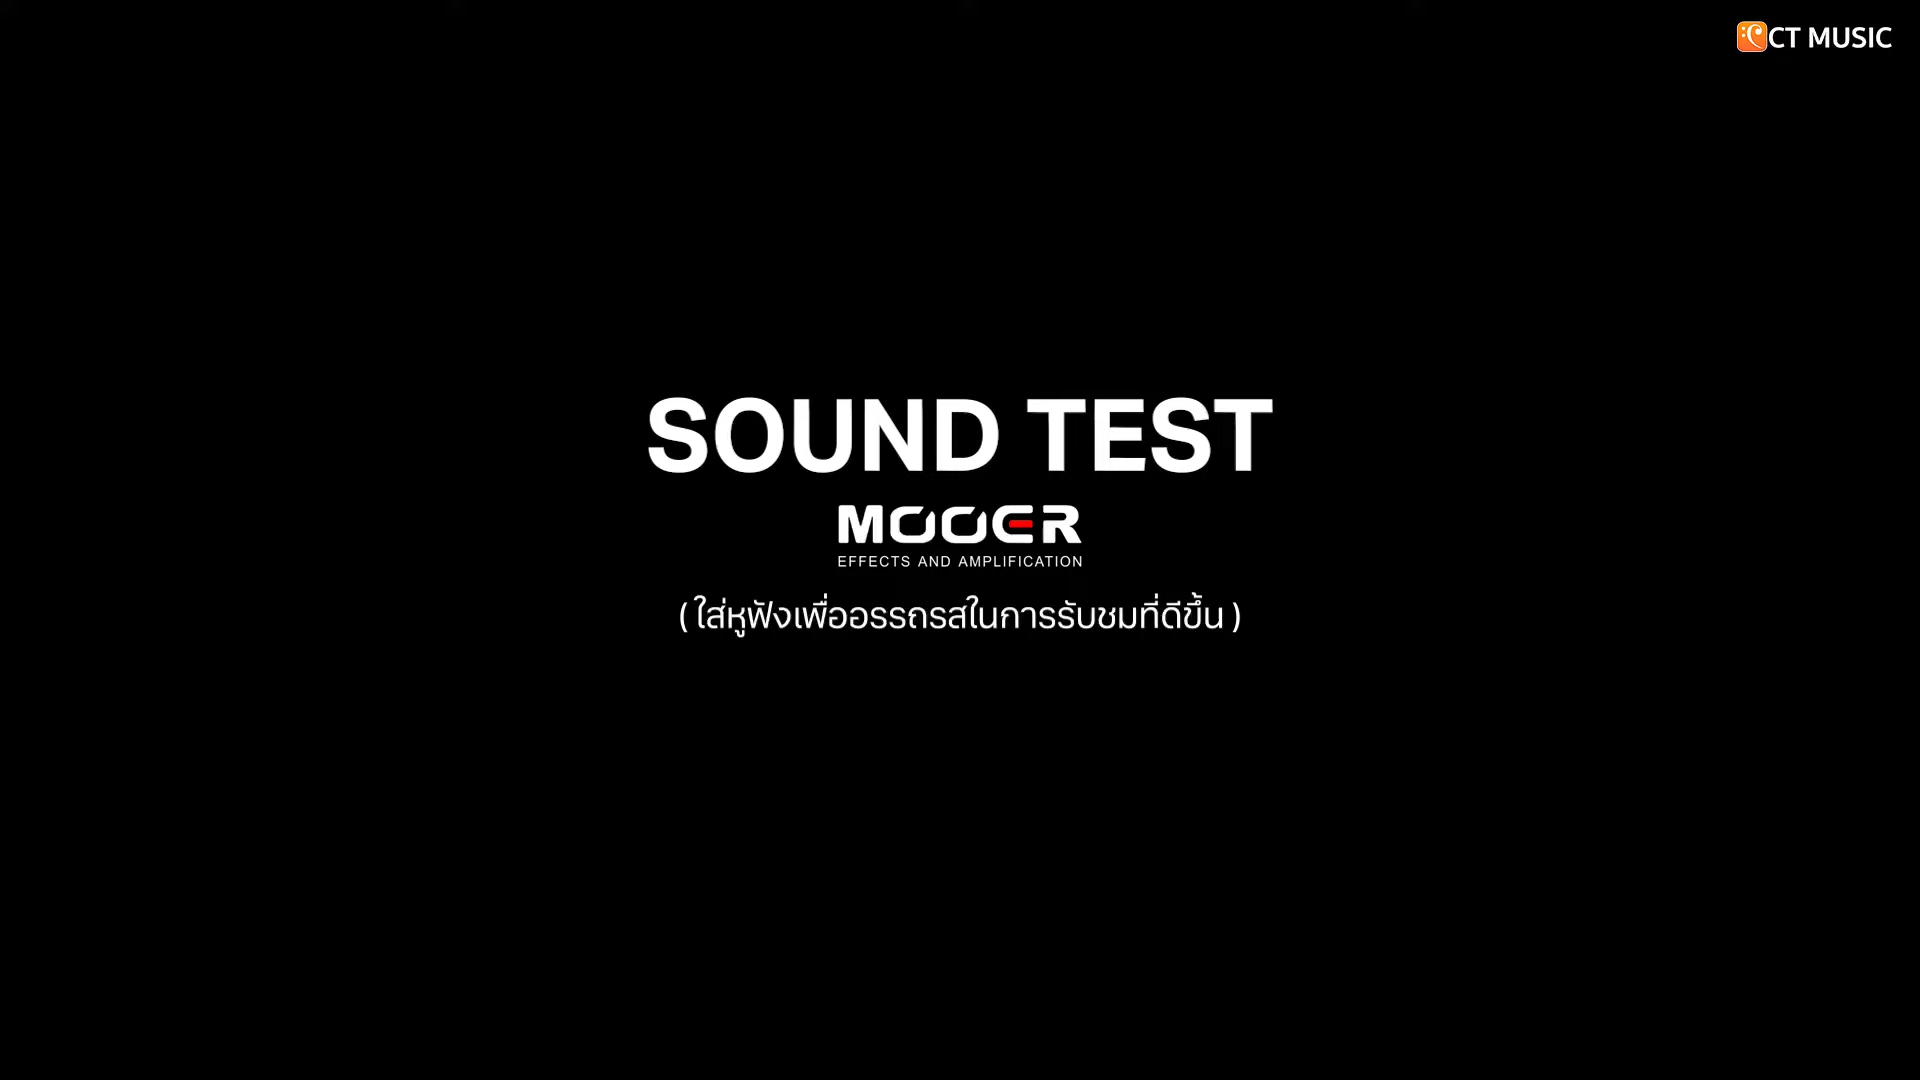 CT MUSIC
SOUND TEST
MOOER
EFFECTS AND AMPLIFICATION
( ใส่หูฟังเพื่ออรรถรสในการรับชมที่ดีขึ้น )